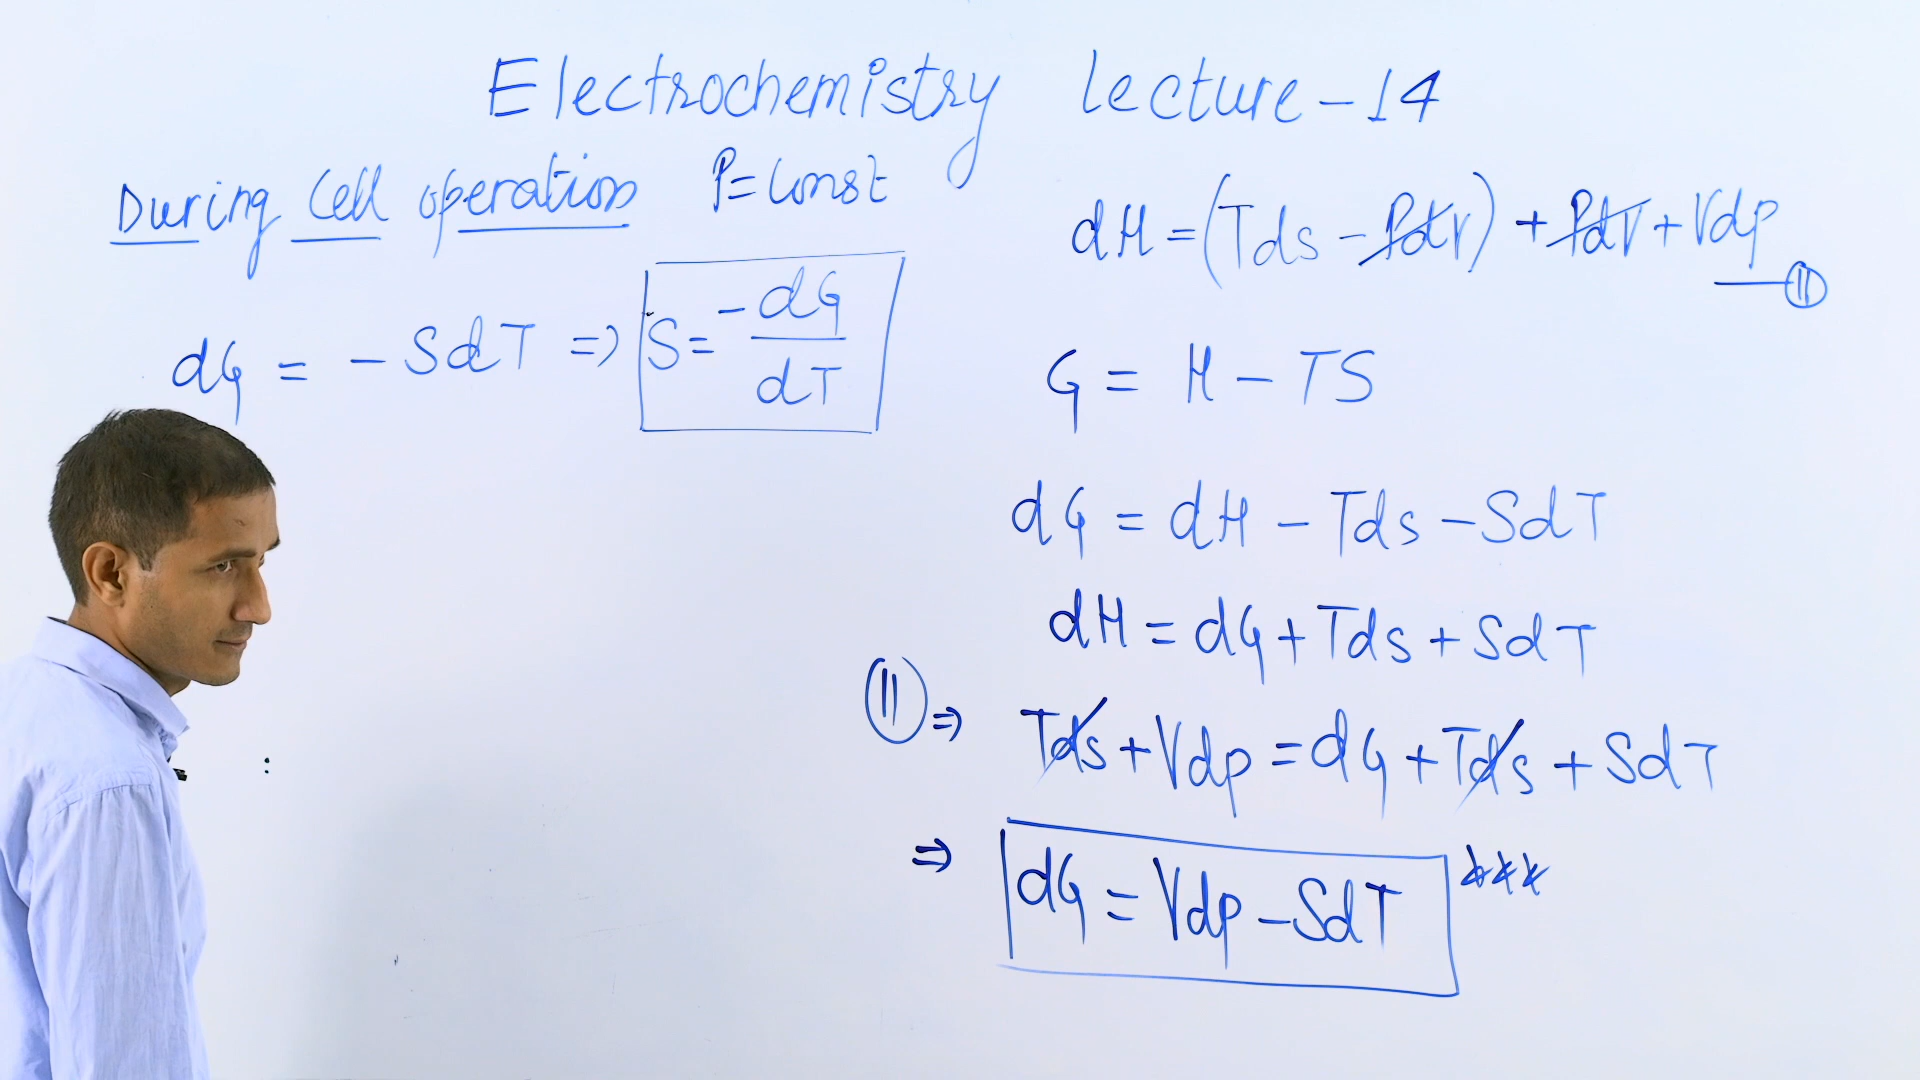 Electrochemistry Lecture-14
During Cell operation P=Const
dG = -SdT => S = -dG/dT
dH = (Tds - Pdv) + Pdv + Vdp —(II)
G = H - TS
dG = dH - Tds - SdT
dH = dG + Tds + SdT
(II) => Tds + Vdp = dG + Tds + SdT
=> dG = Vdp - SdT ***